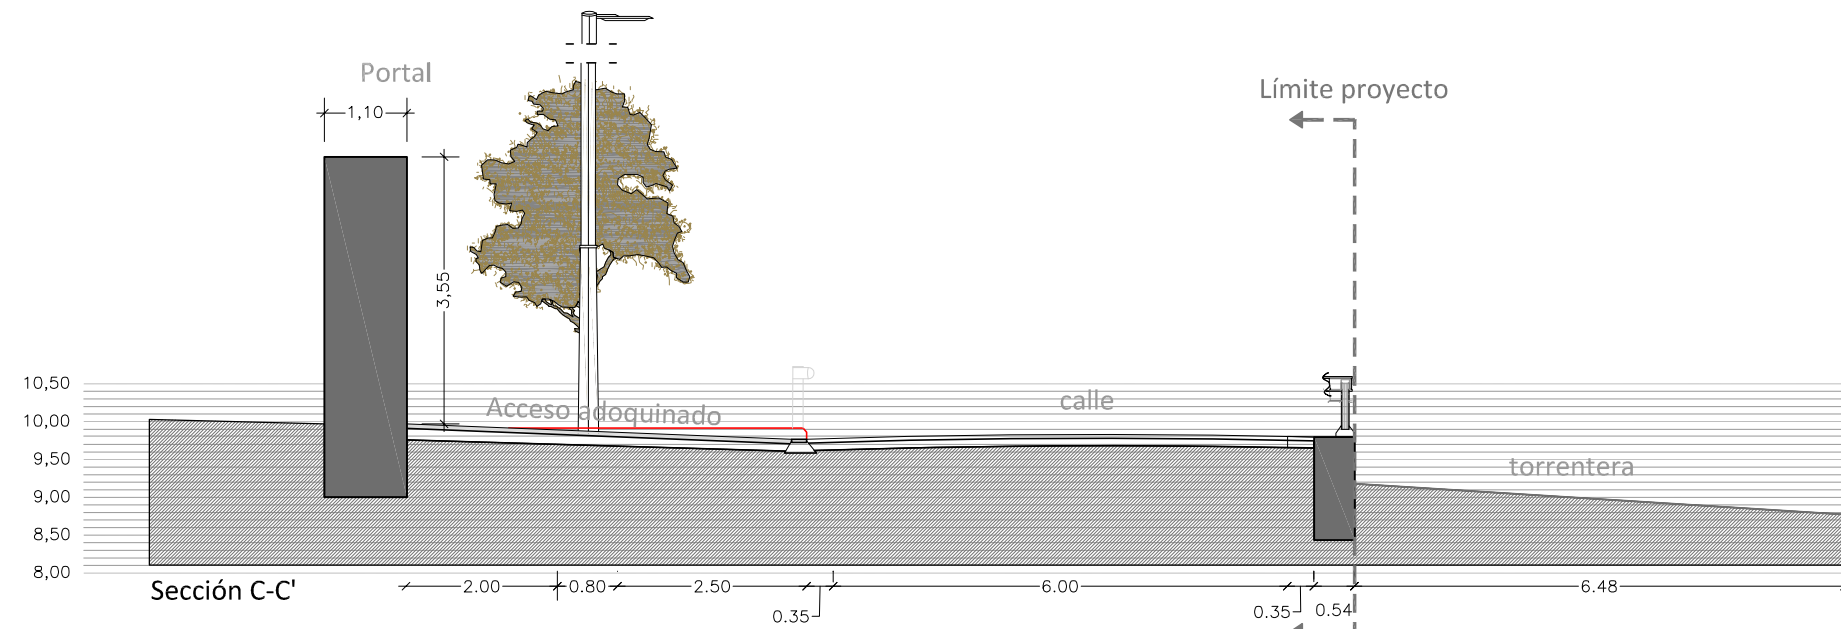 Portal
Límite proyecto
1,10
3,55
10,50
10,00
9,50
9,00
8,50
8,00
Acceso adoquinado
calle
torrentera
Sección C-C'
2.00
0.80
2.50
0.35
6.00
0.35
0.54
6.48